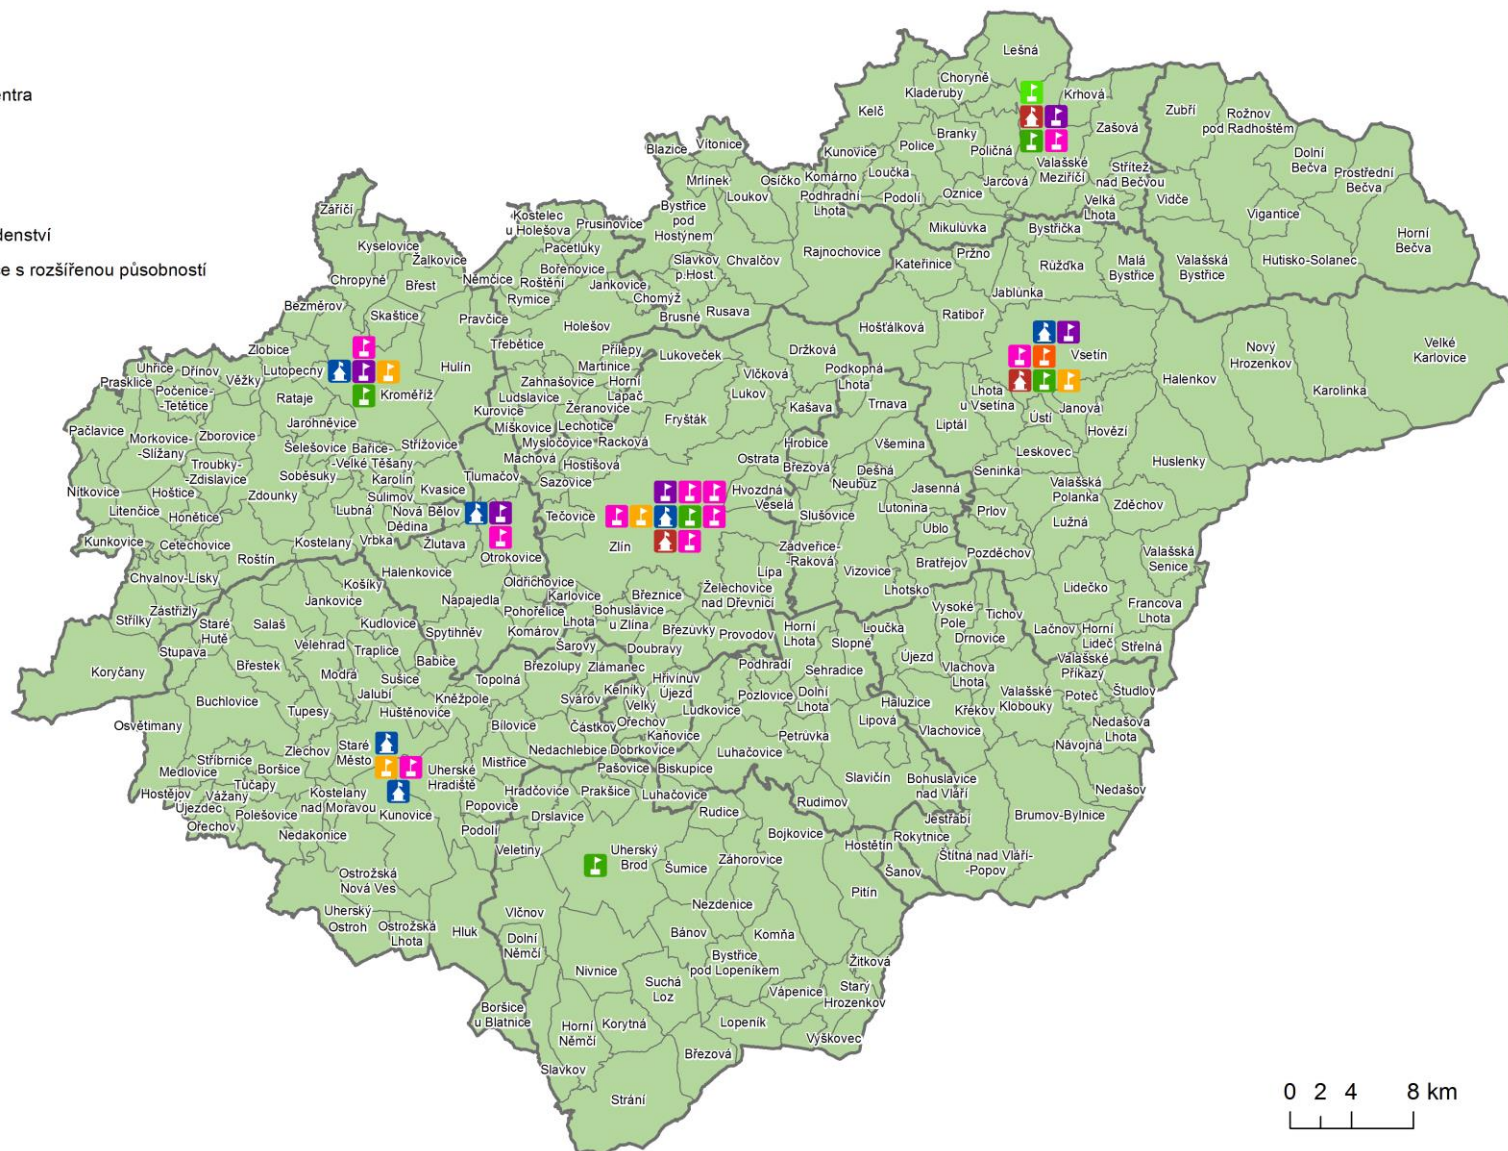 Lešná
entra
Choryně
Kladeruby
Krhová
Kelč
Zubří
Rožnov
pod Radhoštěm
Zašová
Branky
Police
Poličná
Blazice
Vítonice
Kunovice
Dolní
Bečva
Valašské
Meziříčí
Střítež
nad Bečvou
Prostřední
Bečva
Mrlínek
Osíčko
Komárno
Loučka
Jarcová
Loukov
Podhradní
Lhota
Podolí
Oznice
Velká
Lhota
Vidče
Záříčí
Bystřice
pod
Hostýnem
Kostelec
u Holešova
Prusinovice
Vigantice
Mikulůvka
Bystřička
Horní
Bečva
denství
Kyselovice
Pacetluky
Rajnochovice
Pržno
Žalkovice
Slavkov
p.Host.
Chvalčov
Kateřinice
Růžďka
Malá
Bystřice
Valašská
Bystřice
Hutisko-Solanec
ce s rozšířenou působností
Bořenovice
Chropyně
Břest
Němčice
Roštění
Jankovice
Jablůnka
Rymice
Chomýž
Bezměrov
Skaštice
Pravčice
Brusné
Rusava
Ratiboř
Holešov
Hošťálková
Třebětice
Zlobice
Přílepy
Lukoveček
Držková
Vsetín
Nový
Hrozenkov
Velké
Karlovice
Uhřice
Dřínov
Lutopecny
Martinice
Hulín
Podkopná
Lhota
Prasklice
Věžky
Zahnašovice
Horní
Lapač
Vlčková
Halenkov
Počenice-
-Tetětice
Rataje
Kroměříž
Ludslavice
Lukov
Karolinka
Lhota
u Vsetína
Kurovice
Žeranovice
Kašava
Trnava
Janová
Jarohněvice
Fryšták
Ústí
Míškovice
Lechotice
Liptál
Hovězí
Pačlavice
Morkovice-
-Slížany
Zborovice
Střížovice
Mysločovice
Racková
Hrobice
Všemina
Šelešovice
Bařice-
-Velké Těšany
Leskovec
Machová
Ostrata
Březová
Hostišová
Huslenky
Troubky-
-Zdislavice
Soběsuky
Karolín
Tlumačov
Sazovice
Dešná
Neubuz
Seninka
Nítkovice
Hoštice
Zdounky
Sulimov
Kvasice
Hvozdná
Jasenná
Valašská
Polanka
Zděchov
Litenčice
Honětice
Lubná
Nová
Dědina
Bělov
Tečovice
Veselá
Slušovice
Lutonina
Prlov
Lužná
Kunkovice
Cetechovice
Kostelany
Vrbka
Žlutava
Zlín
Zádveřice-
-Raková
Ublo
Pozděchov
Valašská
Senice
Roštín
Otrokovice
Bratřejov
Chvalnov-Lísky
Halenkovice
Lípa
Vizovice
Košíky
Oldřichovice
Želechovice
nad Dřevnicí
Lhotsko
Lidečko
Jankovice
Napajedla
Karlovice
Březnice
Francova
Lhota
Zástřizly
Pohořelice
Bohuslavice
u Zlína
Vysoké
Pole
Tichov
Střílky
Staré
Hutě
Salaš
Kudlovice
Lhota
Horní
Lhota
Loučka
Lačnov
Horní
Lideč
Spytihněv
Komárov
Březůvky
Provodov
Slopné
Drnovice
Střelná
Stupava
Velehrad
Traplice
Šarovy
Doubravy
Koryčany
Břestek
Babice
Březolupy
Zlámanec
Podhradí
Újezd
Valašské
Příkazy
Modrá
Sušice
Topolná
Hřivínův
Újezd
Sehradice
Vlachova
Lhota
Buchlovice
Jalubí
Kněžpole
Svárov
Kelníky
Pozlovice
Dolní
Lhota
Haluzice
Valašské
Klobouky
Poteč
Študlov
Tupesy
Huštěnovice
Velký
Ořechov
Ludkovice
Křekov
Osvětimany
Bílovice
Částkov
Lipová
Vlachovice
Nedašova
Lhota
Zlechov
Staré
Město
Kaňovice
Petrůvka
Návojná
Nedachlebice
Dobrkovice
Luhačovice
Stříbrnice
Mistřice
Medlovice
Boršice
Uherské
Hradiště
Pašovice
Biskupice
Slavičín
Bohuslavice
nad Vláří
Tučapy
Hostějov
Vážany
Kostelany
nad Moravou
Hradčovice
Prakšice
Luhačovice
Nedašov
Újezdec
Polešovice
Kunovice
Popovice
Drslavice
Rudice
Rudimov
Jestřabí
Brumov-Bylnice
Ořechov
Nedakonice
Podolí
Bojkovice
Rokytnice
Hostětín
Veletiny
Uherský
Brod
Šumice
Záhorovice
Štítná nad Vláří-
-Popov
Ostrožská
Nová Ves
Šanov
Pitín
Nezdenice
Uherský
Ostroh
Vlčnov
Ostrožská
Lhota
Hluk
Dolní
Němčí
Bánov
Komňa
Bystřice
pod Lopeníkem
Žítková
Nivnice
Suchá
Loz
Vápenice
Starý
Hrozenkov
Boršice
u Blatnice
Horní
Němčí
Korytná
Lopeník
Vyškovec
Březová
Slavkov
Strání
0 2 4 8 km